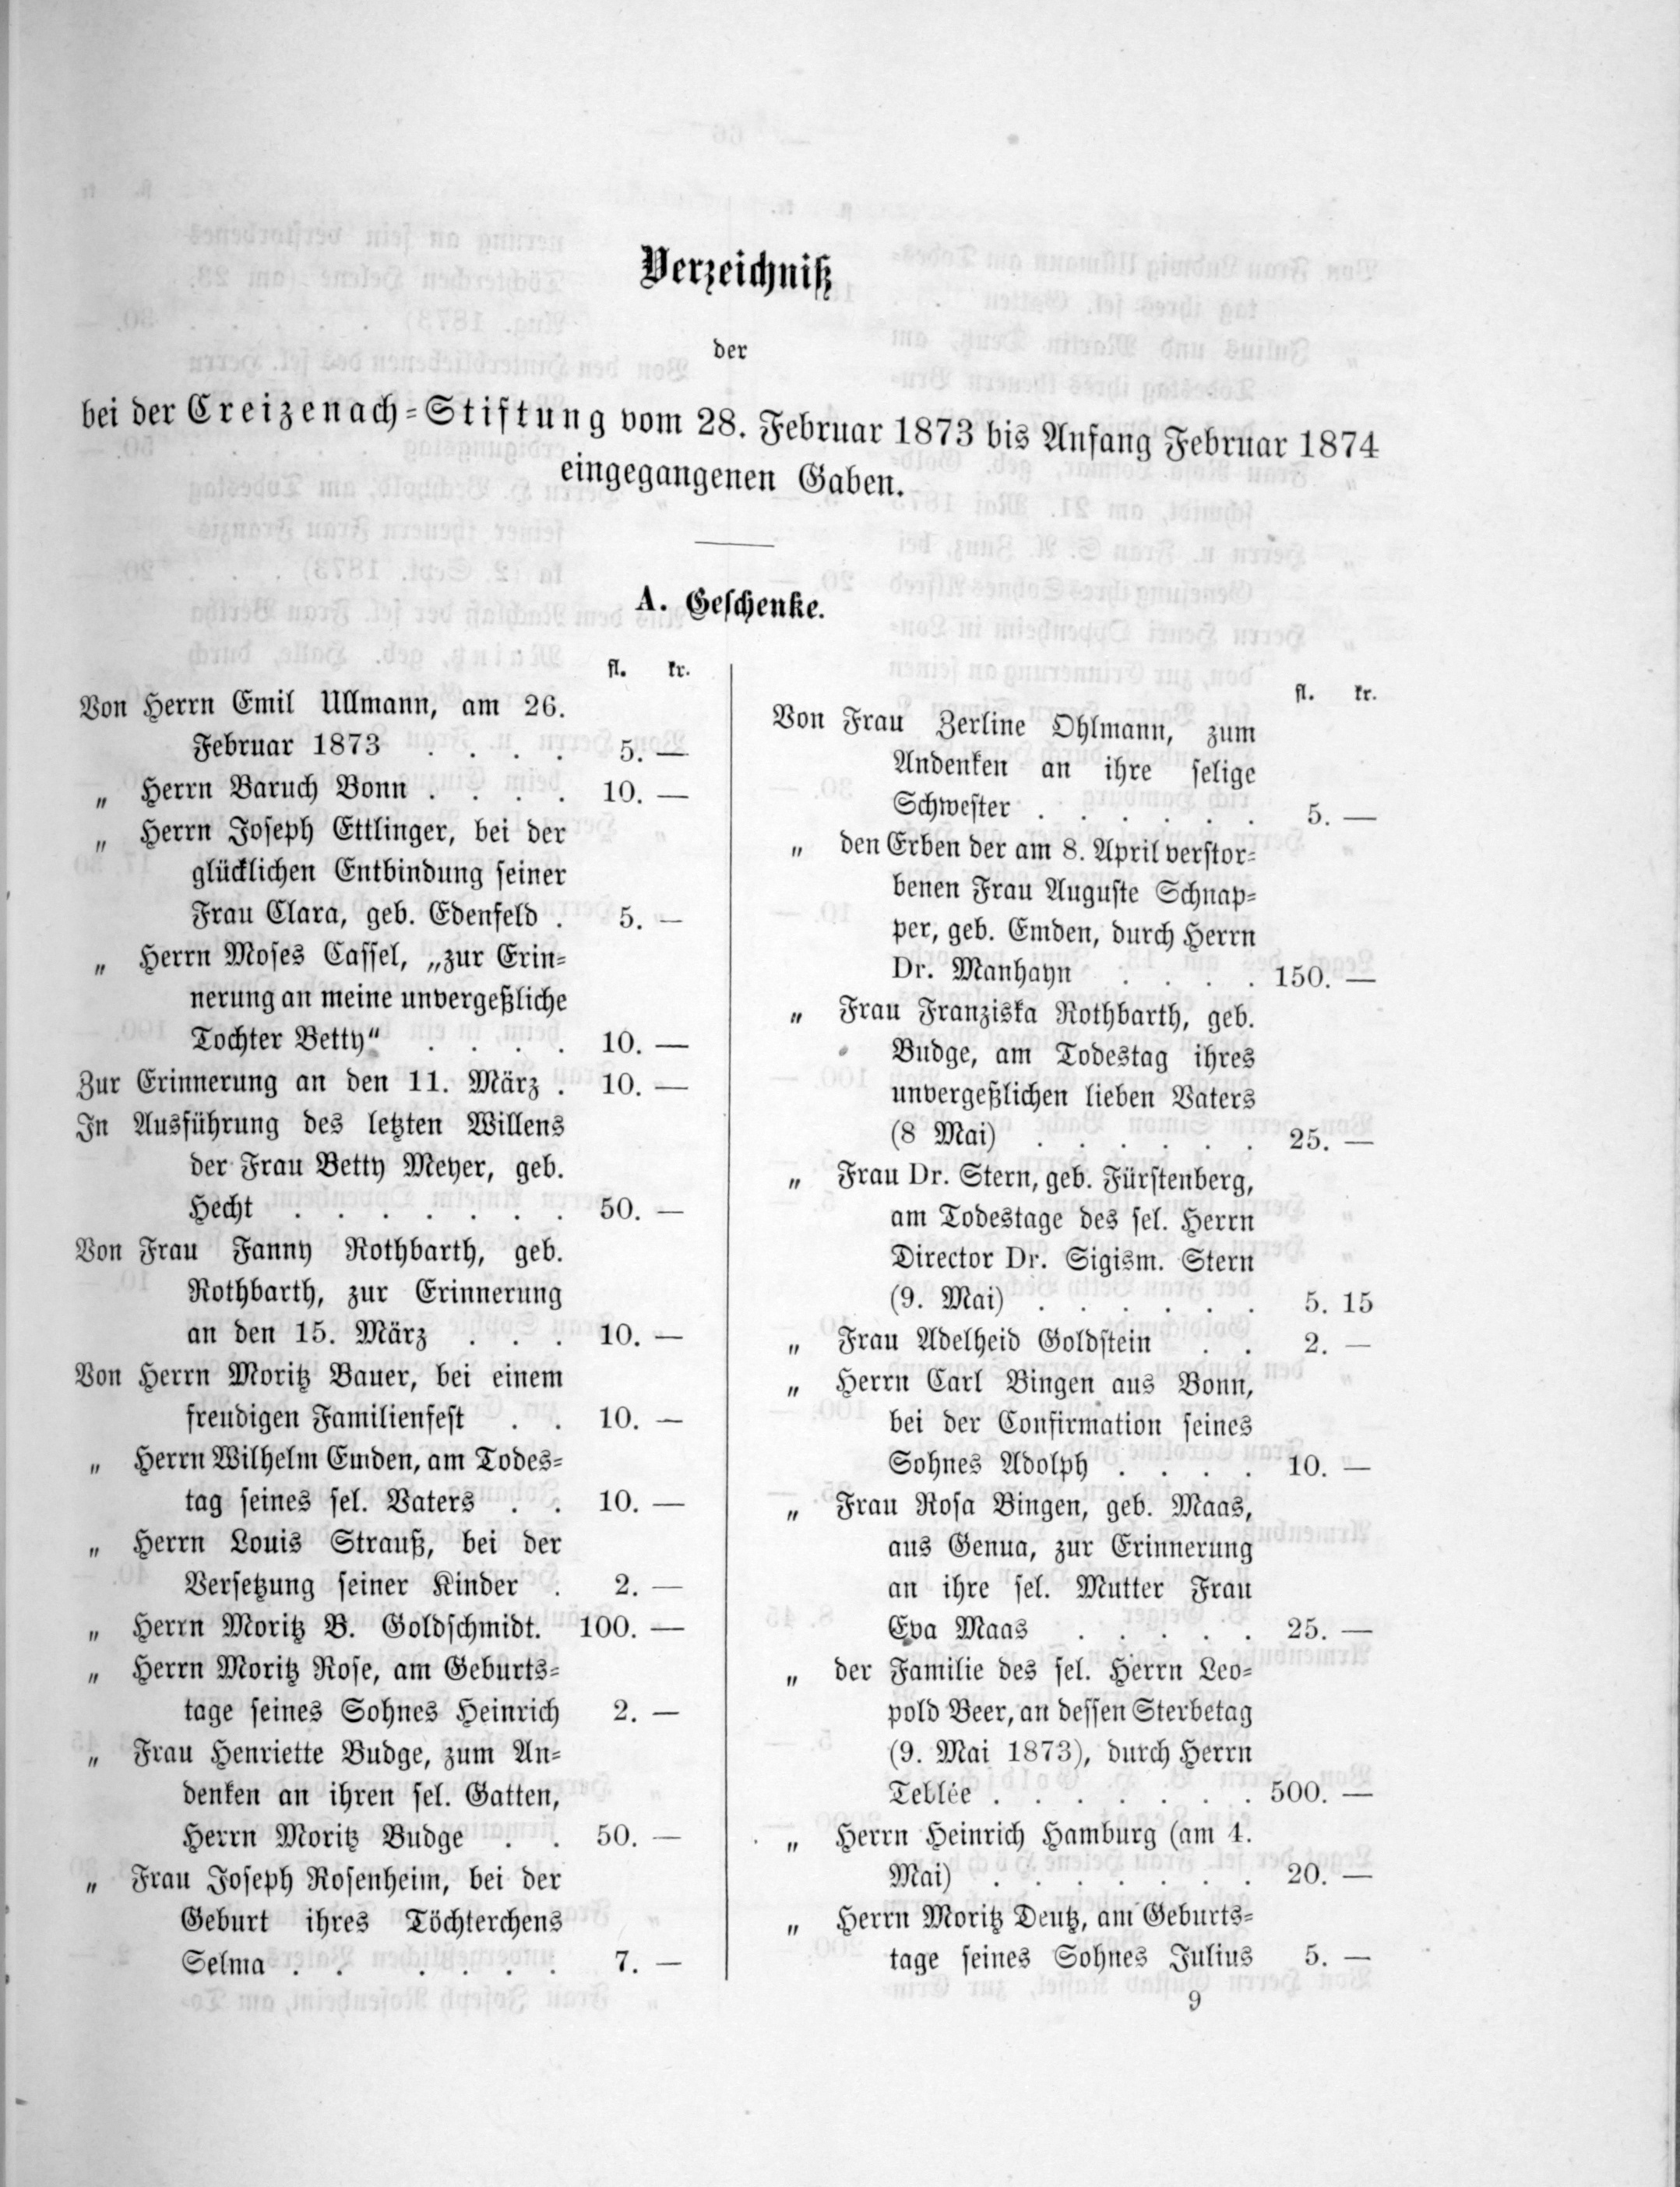 Verzeichniß
der
bei der Creizenach-Stiftung vom 28. Februar 1873 bis Anfang Februar 1874
eingegangenen Gaben.
A. Geschenke.
fl. kr.
Von Herrn Emil Ullmann, am 26.
Februar 1873 . . . . 5. —
„ Herrn Baruch Bonn . . . . 10. —
„ Herrn Joseph Ettlinger, bei der
glücklichen Entbindung seiner
Frau Clara, geb. Edenfeld . 5. —
„ Herrn Moses Cassel, „zur Erin-
nerung an meine unvergeßliche
Tochter Betty“ . . . . 10. —
Zur Erinnerung an den 11. März . 10. —
In Ausführung des letzten Willens
der Frau Betty Meyer, geb.
Hecht . . . . . . . 50. —
Von Frau Fanny Rothbarth, geb.
Rothbarth, zur Erinnerung
an den 15. März . . . 10. —
Von Herrn Moritz Bauer, bei einem
freudigen Familienfest . . 10. —
„ Herrn Wilhelm Emden, am Todes-
tag seines sel. Vaters . . 10. —
„ Herrn Louis Strauß, bei der
Versetzung seiner Kinder . 2. —
„ Herrn Moritz B. Goldschmidt. 100. —
„ Herrn Moritz Rose, am Geburts-
tage seines Sohnes Heinrich 2. —
„ Frau Henriette Budge, zum An-
denken an ihren sel. Gatten,
Herrn Moritz Budge . . 50. —
„ Frau Joseph Rosenheim, bei der
Geburt ihres Töchterchens
Selma . . . . . . 7. —
fl. kr.
Von Frau Zerline Ohlmann, zum
Andenken an ihre selige
Schwester . . . . . . 5. —
„ den Erben der am 8. April verstor-
benen Frau Auguste Schnap-
per, geb. Emden, durch Herrn
Dr. Manhayn . . . . 150. —
„ Frau Franziska Rothbarth, geb.
Budge, am Todestag ihres
unvergeßlichen lieben Vaters
(8 Mai) . . . . . . 25. —
„ Frau Dr. Stern, geb. Fürstenberg,
am Todestage des sel. Herrn
Director Dr. Sigism. Stern
(9. Mai) . . . . . . 5. 15
„ Frau Adelheid Goldstein . . 2. —
„ Herrn Carl Bingen aus Bonn,
bei der Confirmation seines
Sohnes Adolph . . . . 10. —
„ Frau Rosa Bingen, geb. Maas,
aus Genua, zur Erinnerung
an ihre sel. Mutter Frau
Eva Maas . . . . . 25. —
„ der Familie des sel. Herrn Leo-
pold Beer, an dessen Sterbetag
(9. Mai 1873), durch Herrn
Teblée . . . . . . . 500. —
„ Herrn Heinrich Hamburg (am 4.
Mai) . . . . . . . 20. —
„ Herrn Moritz Deutz, am Geburts-
tage seines Sohnes Julius 5. —
9